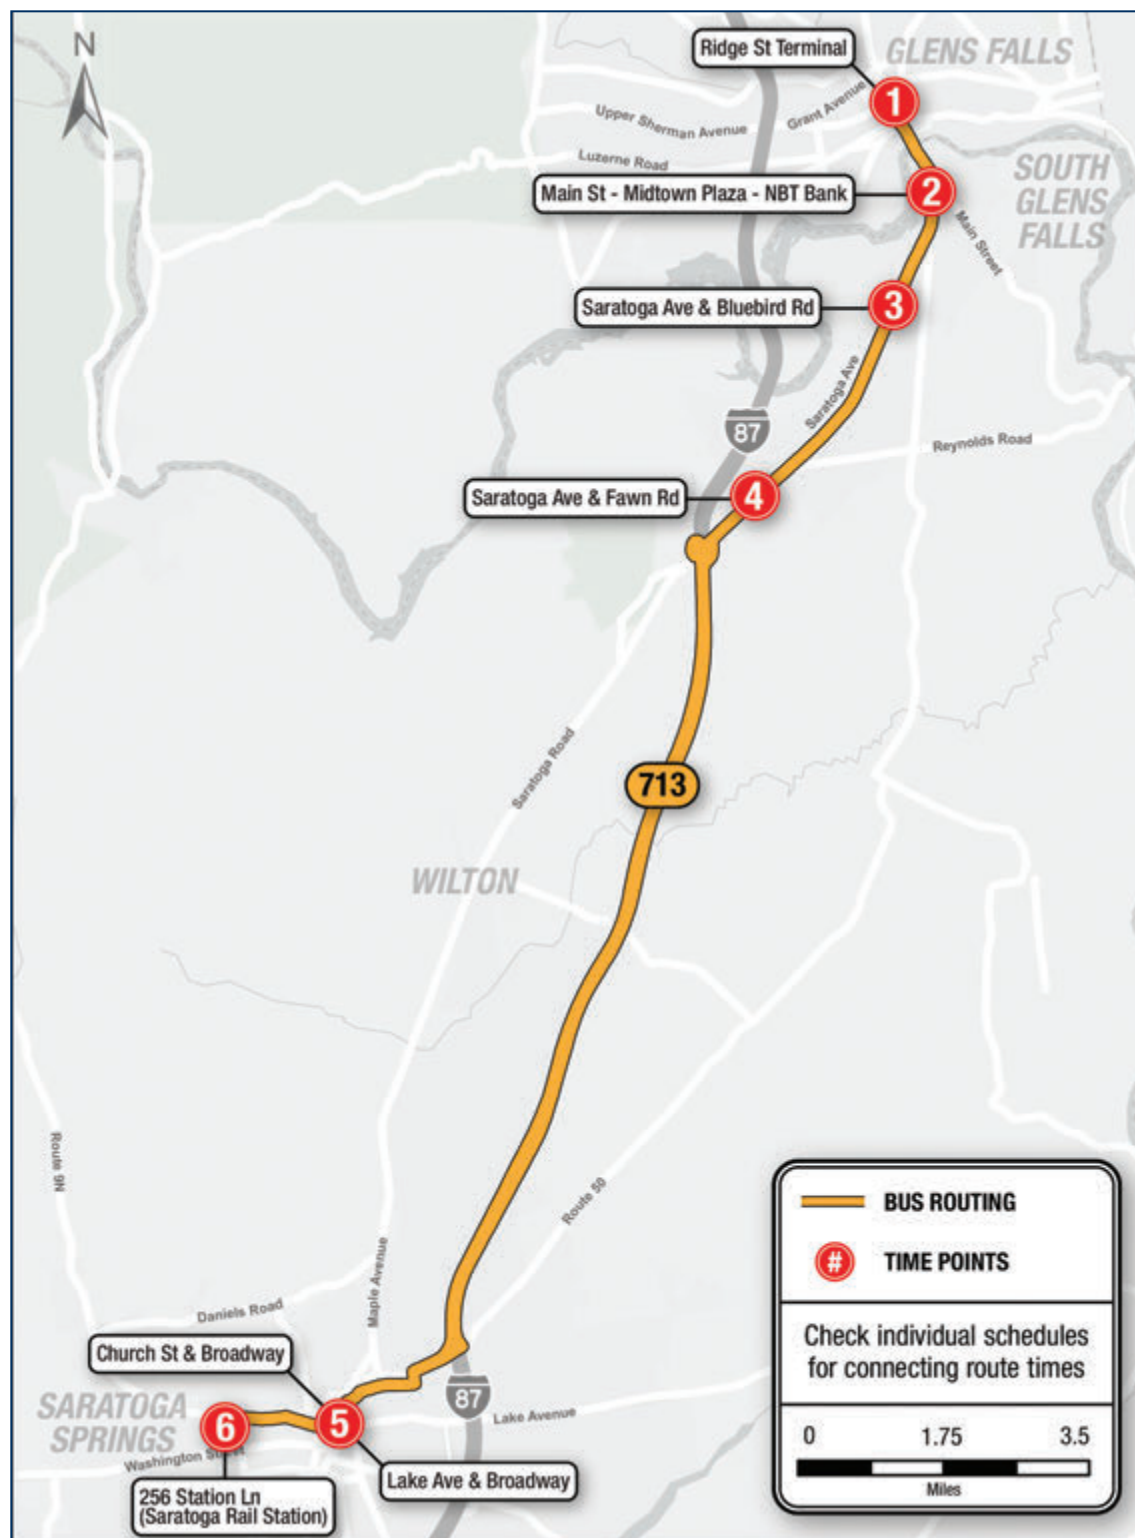 N
Ridge St Terminal
GLENS FALLS
1
Grant Avenue
Upper Sherman Avenue
Luzerne Road
Main St - Midtown Plaza - NBT Bank
2
SOUTH
GLENS
FALLS
Main Street
Saratoga Ave & Bluebird Rd
3
Saratoga Ave
87
Reynolds Road
Saratoga Ave & Fawn Rd
4
Saratoga Road
713
WILTON
Route 9N
Route 50
Maple Avenue
Daniels Road
Church St & Broadway
87
SARATOGA
SPRINGS
6
5
Lake Avenue
Washington Street
256 Station Ln
(Saratoga Rail Station)
Lake Ave & Broadway
BUS ROUTING
# TIME POINTS
Check individual schedules
for connecting route times
0 1.75 3.5
Miles